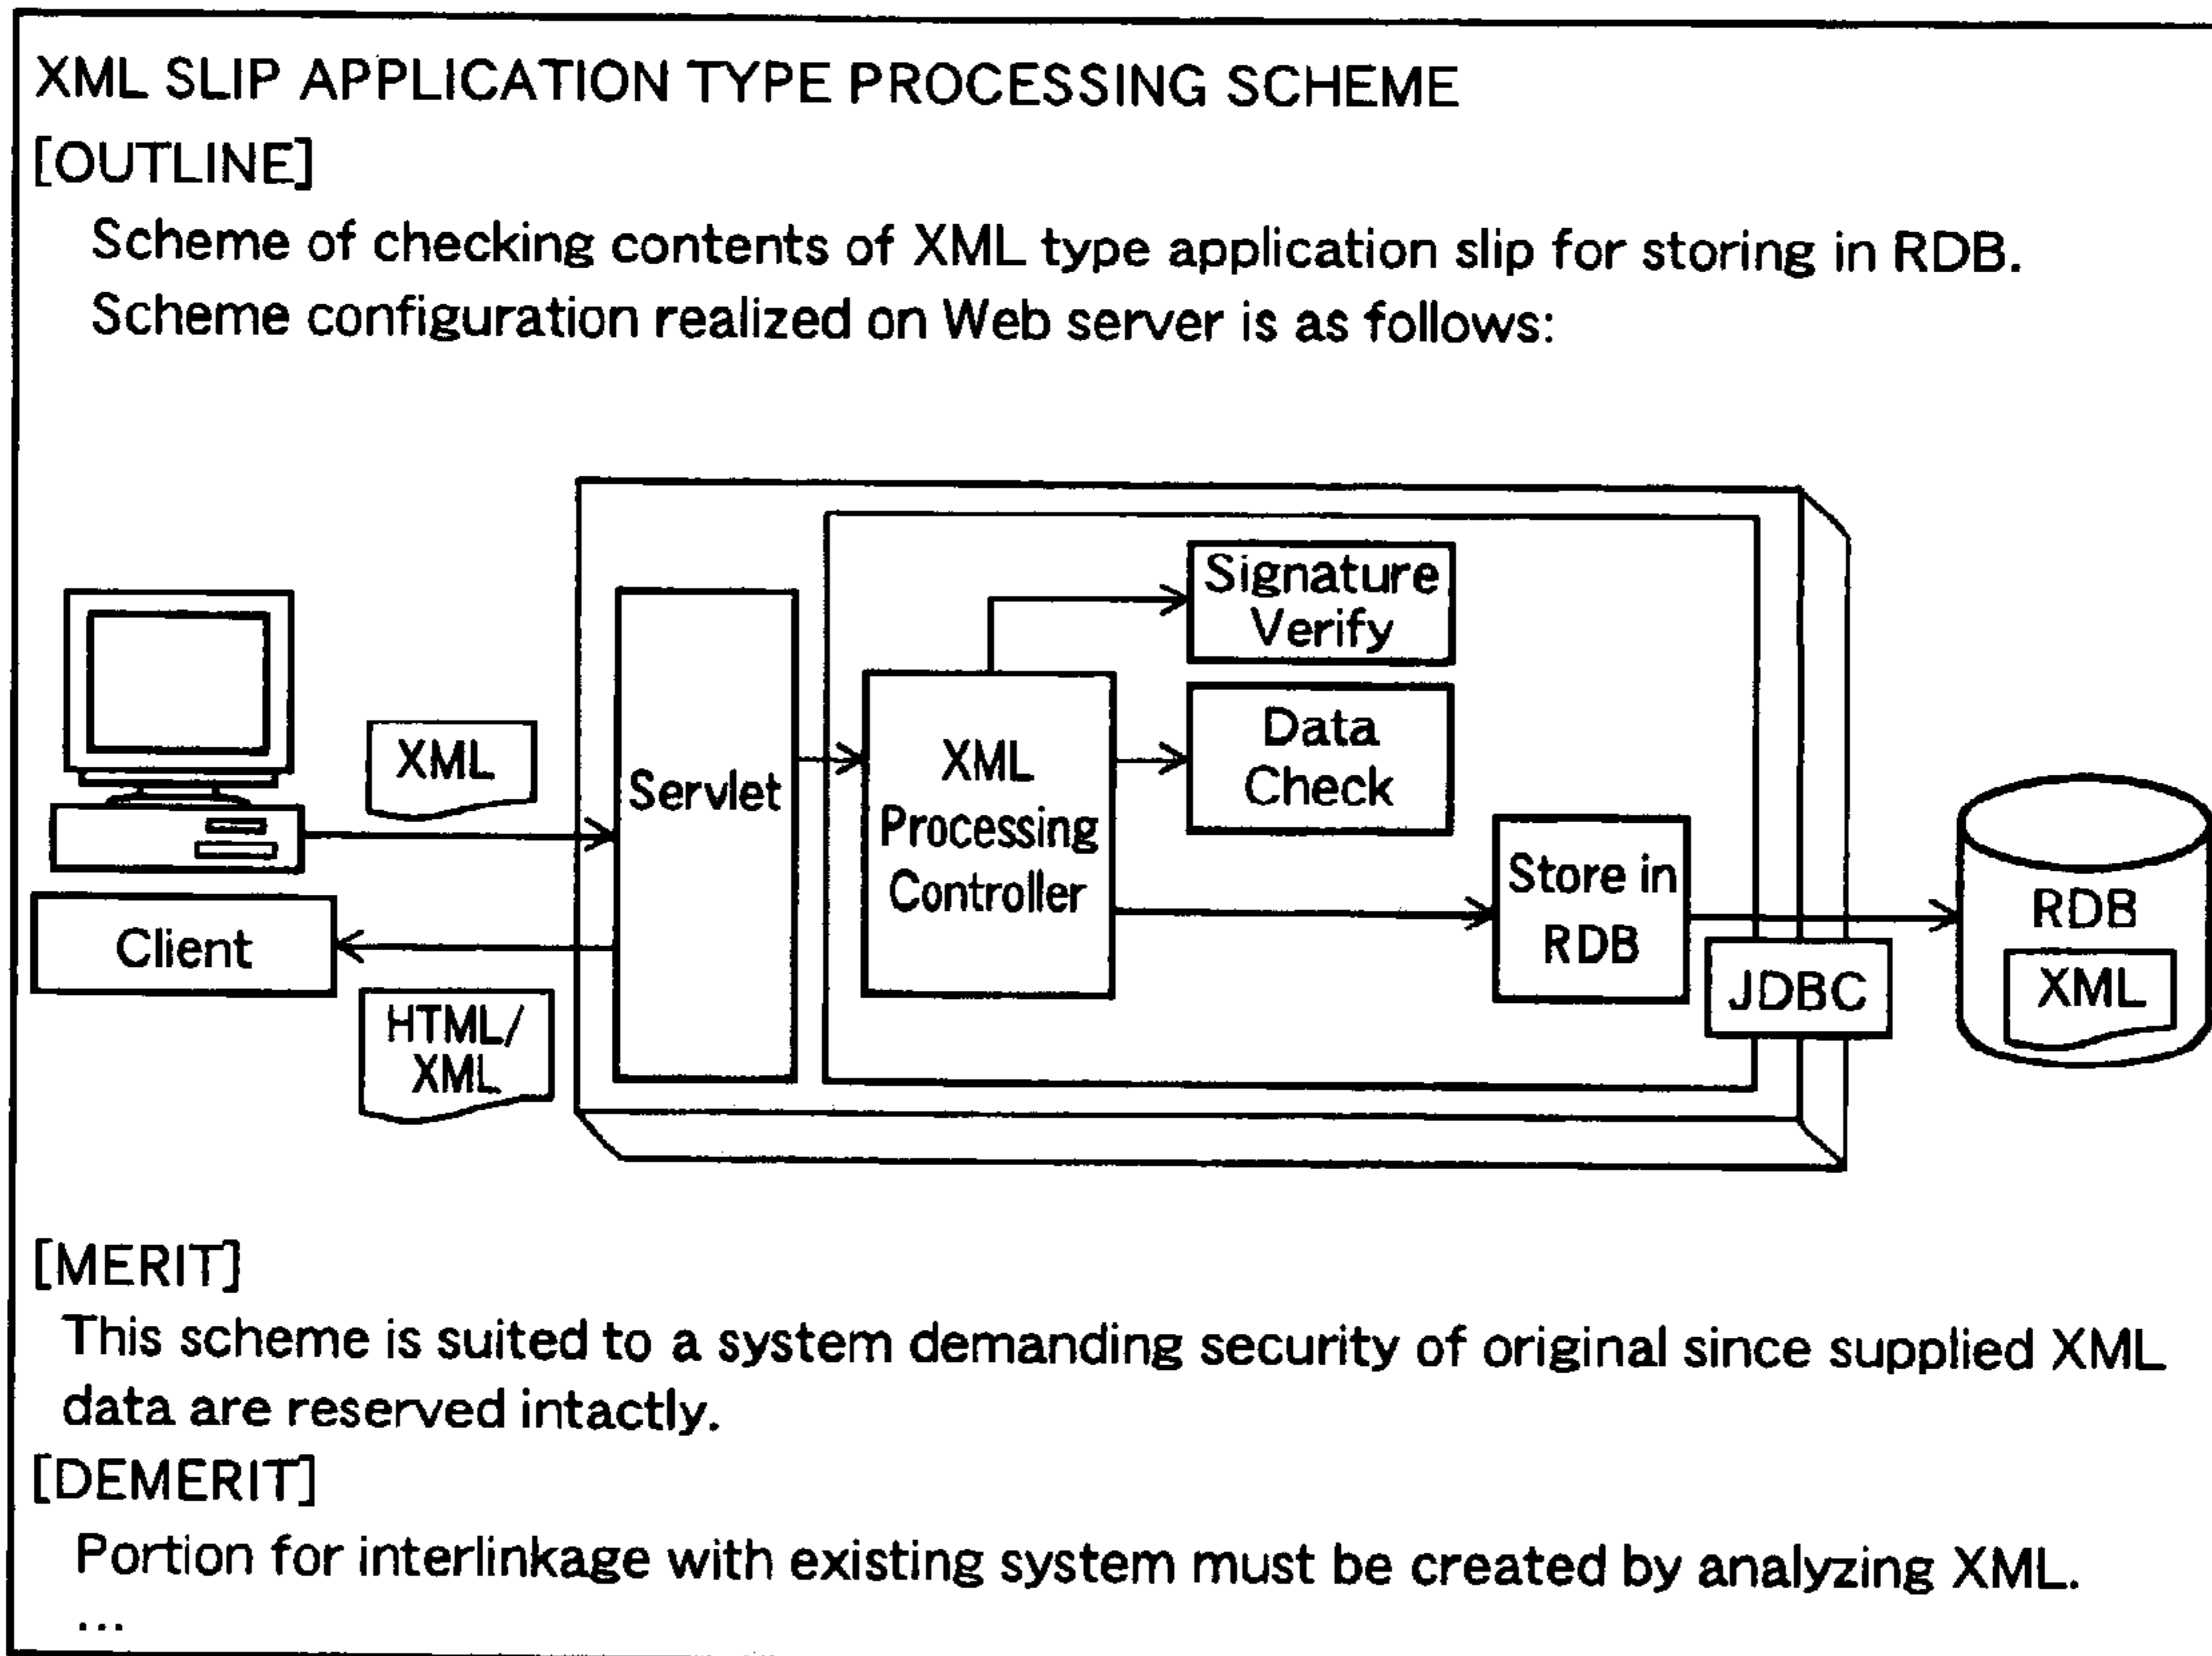 XML SLIP APPLICATION TYPE PROCESSING SCHEME
[OUTLINE]
Scheme of checking contents of XML type application slip for storing in RDB.
Scheme configuration realized on Web server is as follows:
Signature
Verify
XML
Servlet
XML
Processing
Controller
Data
Check
Store in
RDB
RDB
Client
JDBC
XML
HTML/
XML
[MERIT]
This scheme is suited to a system demanding security of original since supplied XML
data are reserved intactly.
[DEMERIT]
Portion for interlinkage with existing system must be created by analyzing XML.
...